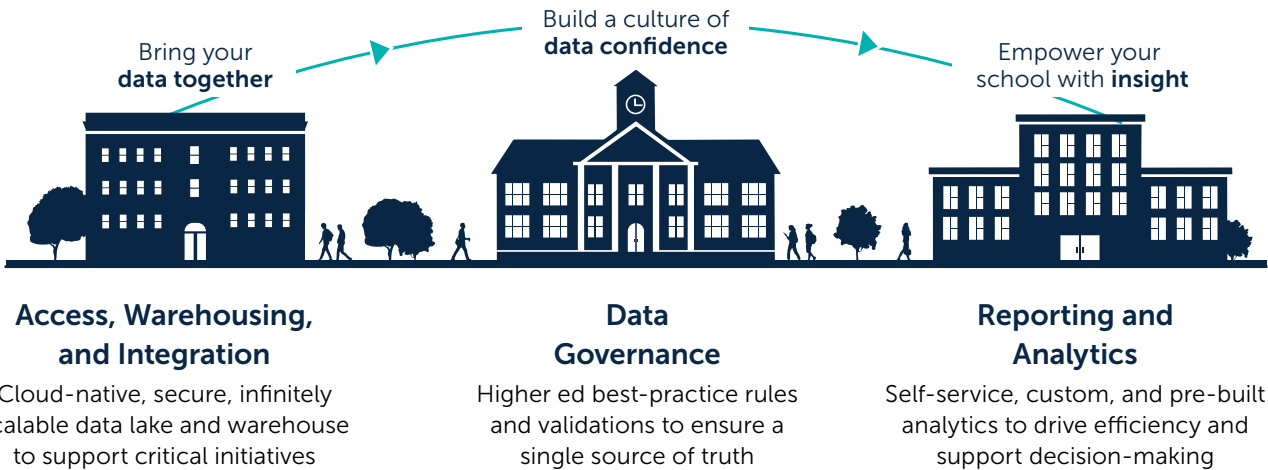 Bring your
data together
Build a culture of
data confidence
Empower your
school with insight
Access, Warehousing,
and Integration
Cloud-native, secure, infinitely
scalable data lake and warehouse
to support critical initiatives
Data
Governance
Higher ed best-practice rules
and validations to ensure a
single source of truth
Reporting and
Analytics
Self-service, custom, and pre-built
analytics to drive efficiency and
support decision-making